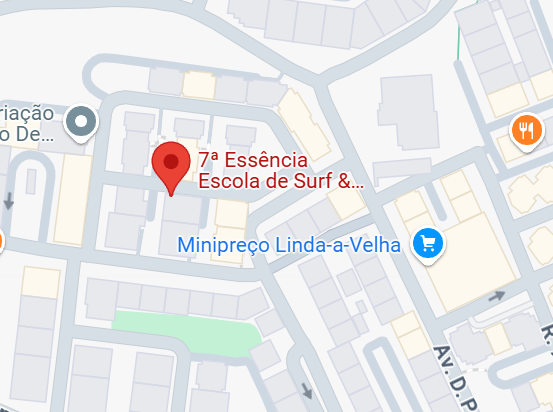 riação
o De...
7ª Essência
Escola de Surf &...
Minipreço Linda-a-Velha
Av. D. P
R.